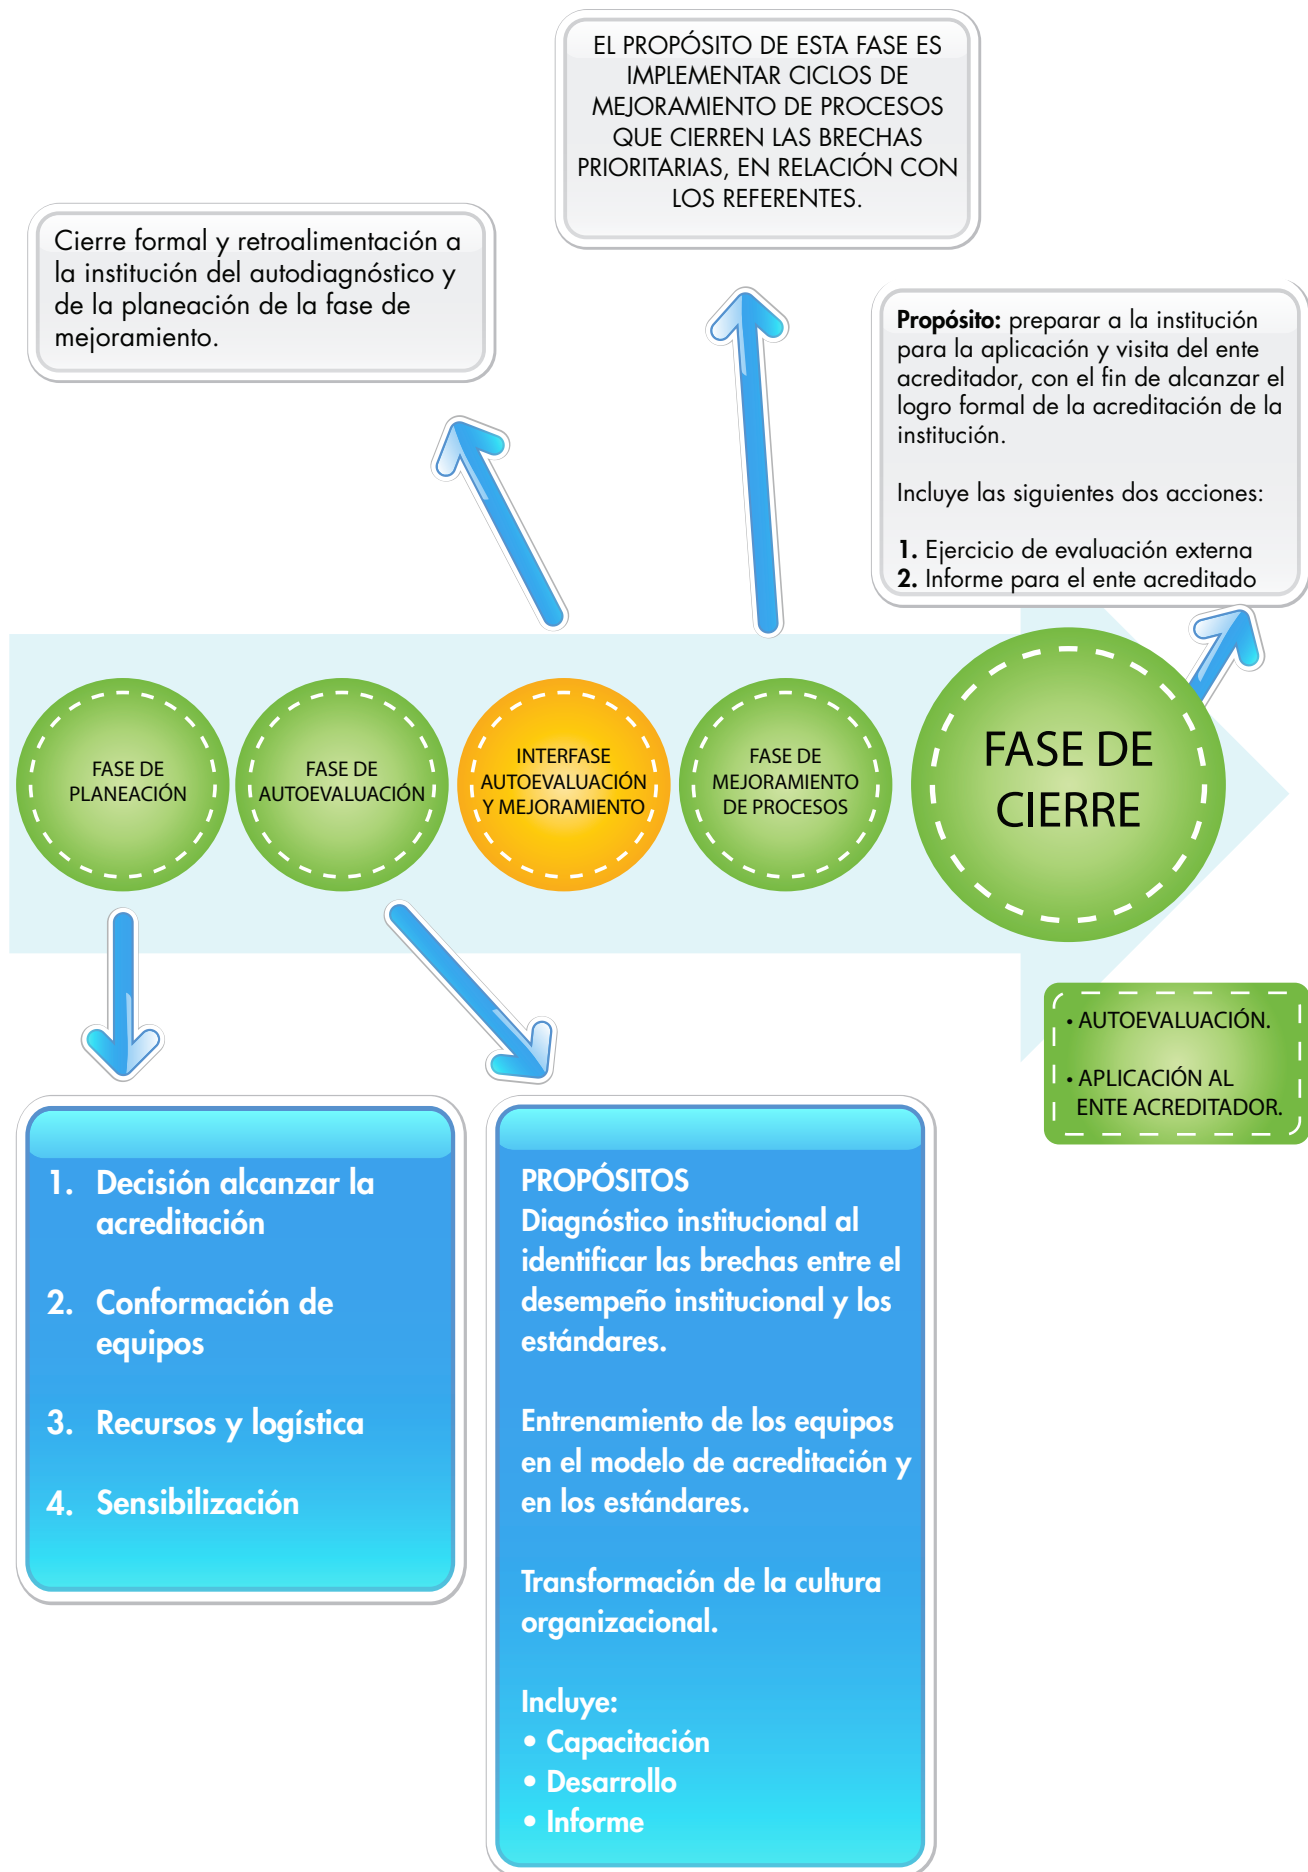 EL PROPÓSITO DE ESTA FASE ES
IMPLEMENTAR CICLOS DE
MEJORAMIENTO DE PROCESOS
QUE CIERREN LAS BRECHAS
PRIORITARIAS, EN RELACIÓN CON
LOS REFERENTES.
Cierre formal y retroalimentación a
la institución del autodiagnóstico y
de la planeación de la fase de
mejoramiento.
Propósito: preparar a la institución
para la aplicación y visita del ente
acreditador, con el fin de alcanzar el
logro formal de la acreditación de la
institución.
Incluye las siguientes dos acciones:
1. Ejercicio de evaluación externa
2. Informe para el ente acreditado
FASE DE
PLANEACIÓN
FASE DE
AUTOEVALUACIÓN
INTERFASE
AUTOEVALUACIÓN
Y MEJORAMIENTO
FASE DE
MEJORAMIENTO
DE PROCESOS
FASE DE
CIERRE
• AUTOEVALUACIÓN.
• APLICACIÓN AL
ENTE ACREDITADOR.
1. Decisión alcanzar la
acreditación
2. Conformación de
equipos
3. Recursos y logística
4. Sensibilización
PROPÓSITOS
Diagnóstico institucional al
identificar las brechas entre el
desempeño institucional y los
estándares.
Entrenamiento de los equipos
en el modelo de acreditación y
en los estándares.
Transformación de la cultura
organizacional.
Incluye:
• Capacitación
• Desarrollo
• Informe